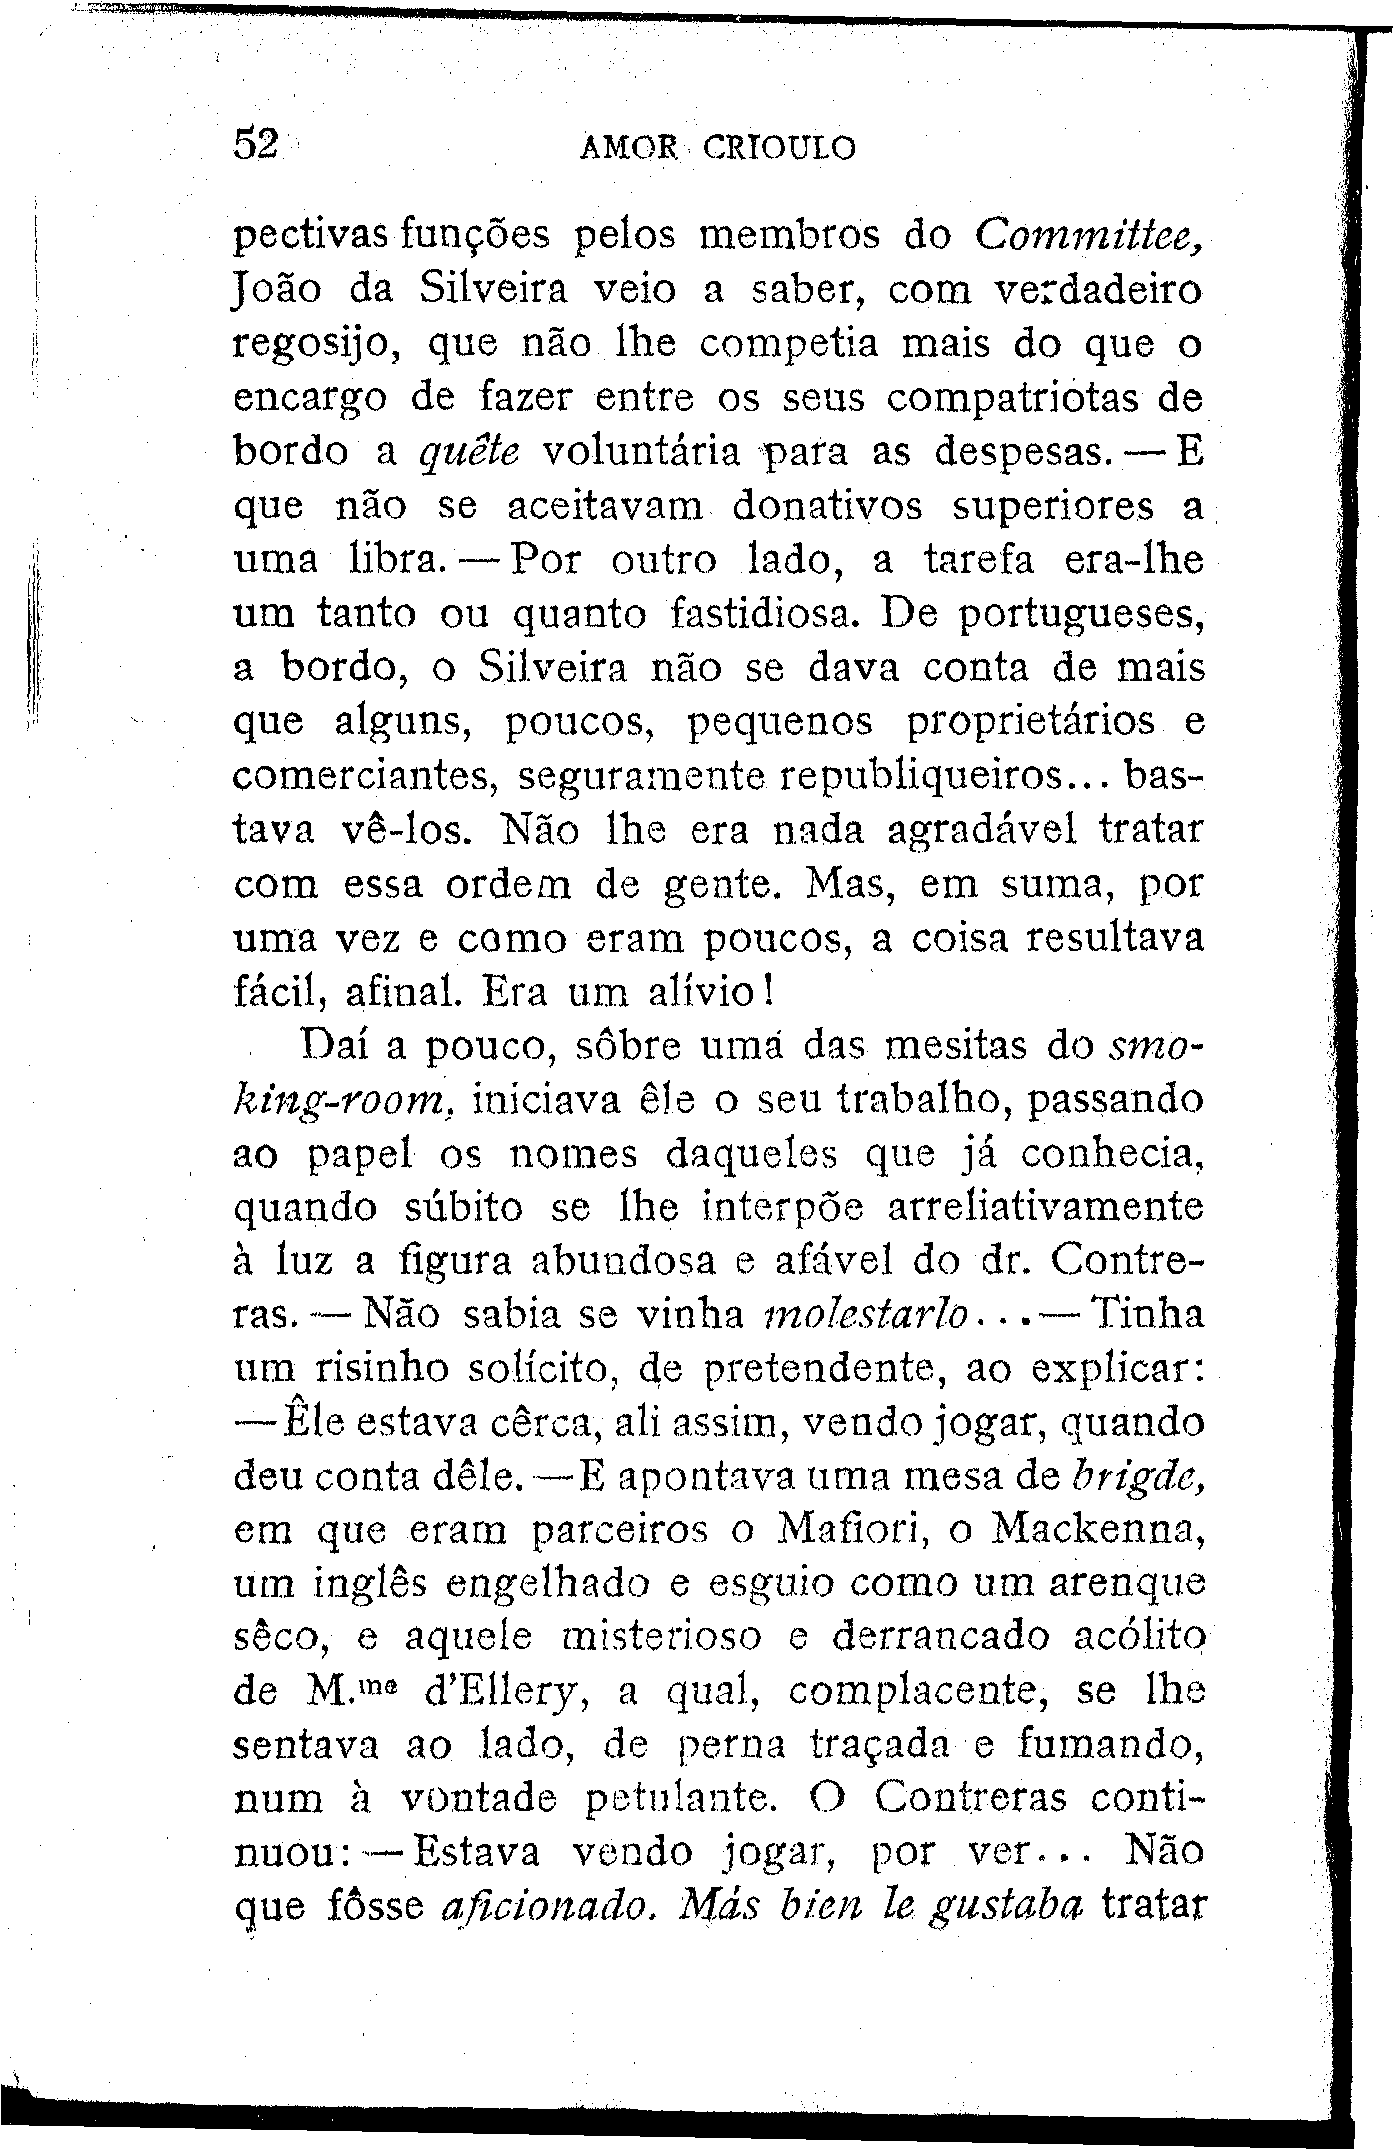 52 AMOR CRIOULO
pectivas funções pelos membros do Committee,
João da Silveira veio a saber, com verdadeiro
regosijo, que não lhe competia mais do que o
encargo de fazer entre os seus compatriotas de
bordo a quête voluntária para as despesas. — E
que não se aceitavam donativos superiores a
uma libra. — Por outro lado, a tarefa era-lhe
um tanto ou quanto fastidiosa. De portugueses,
a bordo, o Silveira não se dava conta de mais
que alguns, poucos, pequenos proprietários e
comerciantes, seguramente republiqueiros... bas-
tava vê-los. Não lhe era nada agradável tratar
com essa ordem de gente. Mas, em suma, por
uma vez e como eram poucos, a coisa resultava
fácil, afinal. Era um alívio!
Daí a pouco, sôbre uma das mesitas do smo-
king-room, iniciava êle o seu trabalho, passando
ao papel os nomes daqueles que já conhecia,
quando súbito se lhe interpõe arreliativamente
à luz a figura abundosa e afável do dr. Contre-
ras. — Não sabia se vinha molestarlo... — Tinha
um risinho solícito, de pretendente, ao explicar:
— Êle estava cêrca, ali assim, vendo jogar, quando
deu conta dêle. — E apontava uma mesa de brigde,
em que eram parceiros o Mafiori, o Mackenna,
um inglês engelhado e esguio como um arenque
sêco, e aquele misterioso e derrancado acólito
de M.me d'Ellery, a qual, complacente, se lhe
sentava ao lado, de perna traçada e fumando,
num à vontade petulante. O Contreras conti-
nuou: — Estava vendo jogar, por ver... Não
que fôsse aficionado. Más bien le gustaba tratar